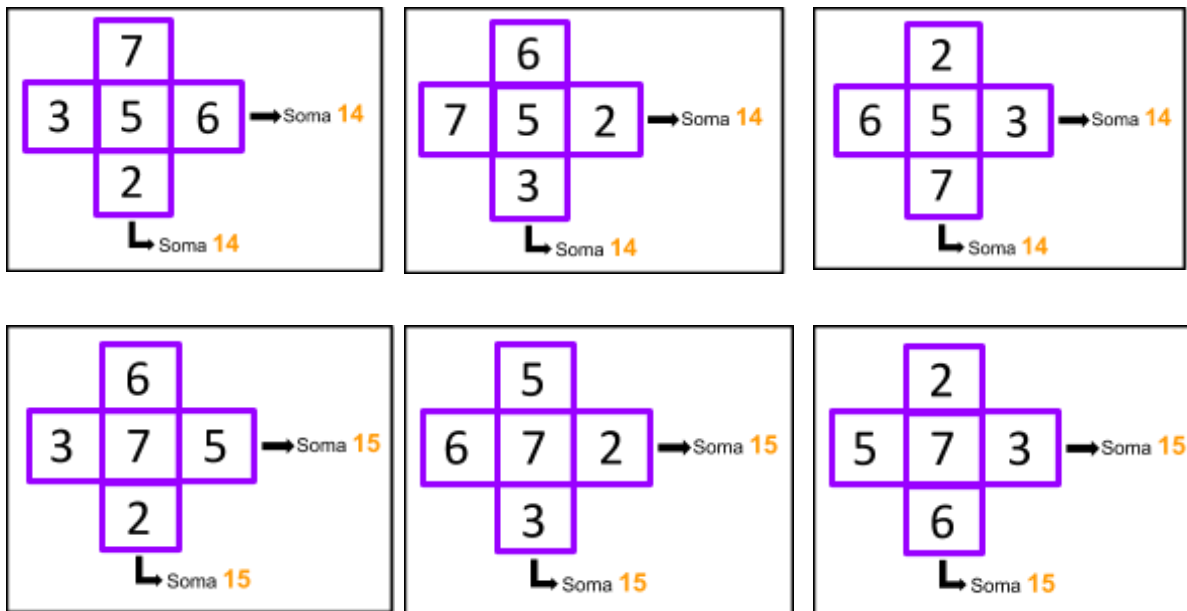 7
3 5 6 Soma 14
2
Soma 14
6
7 5 2 Soma 14
3
Soma 14
2
6 5 3 Soma 14
7
Soma 14
6
3 7 5 Soma 15
2
Soma 15
5
6 7 2 Soma 15
3
Soma 15
2
5 7 3 Soma 15
6
Soma 15